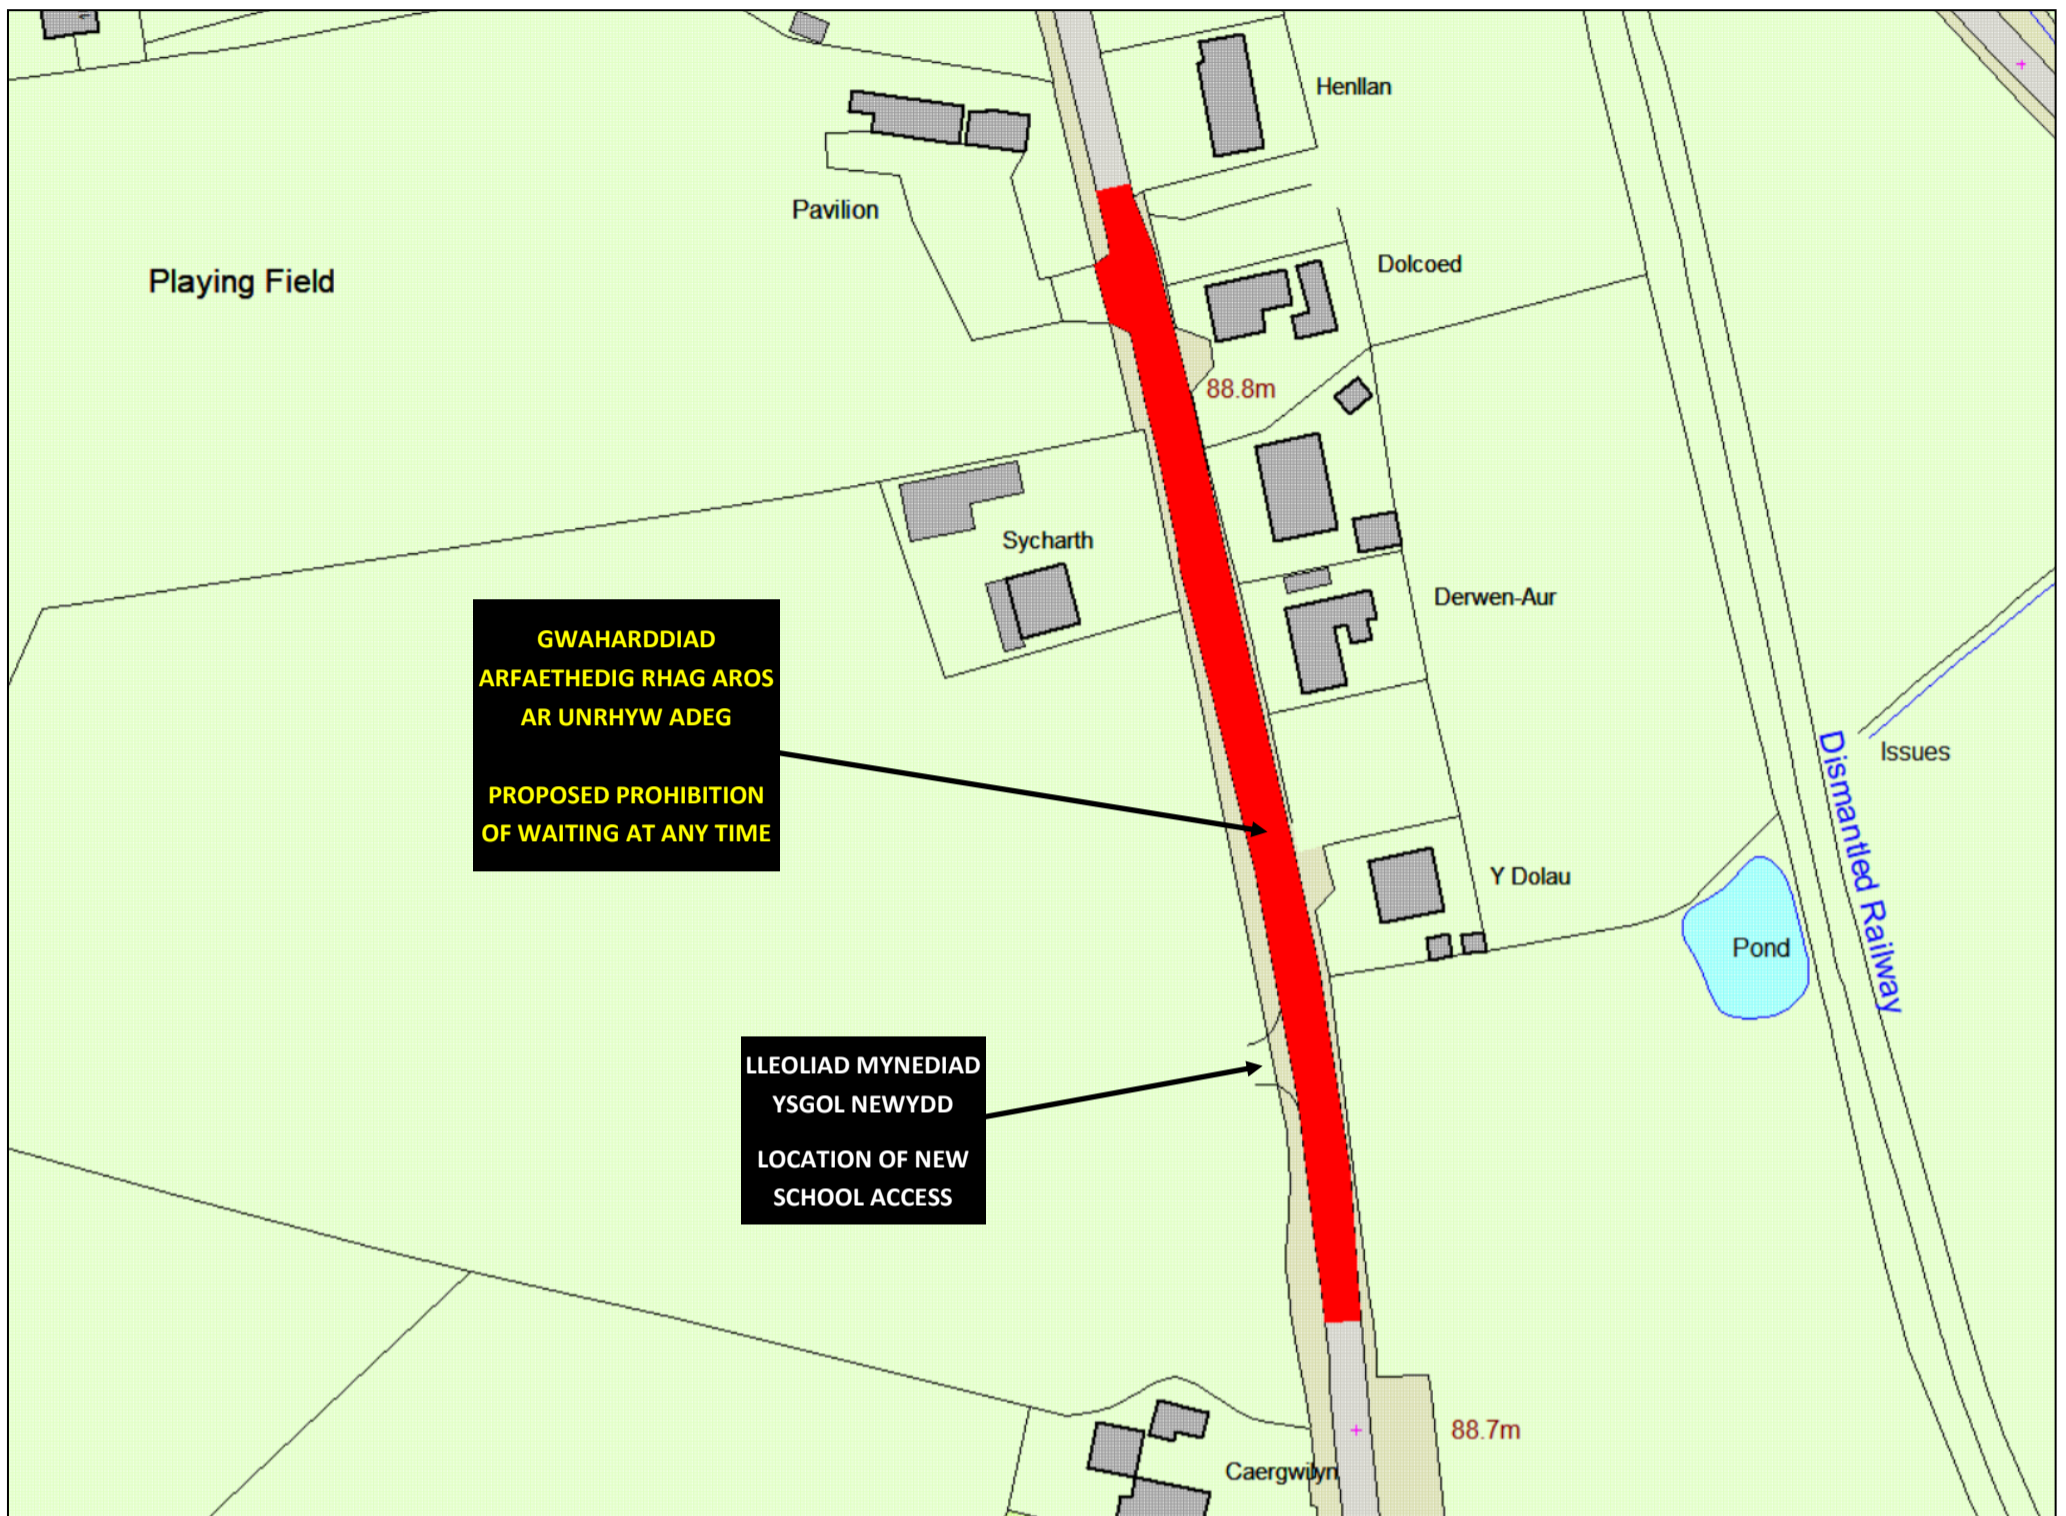 Henllan
Pavilion
Dolcoed
Playing Field
88.8m
Sycharth
Derwen-Aur
GWAHARDDIAD
ARFAETHEDIG RHAG AROS
AR UNRHYW ADEG
PROPOSED PROHIBITION
OF WAITING AT ANY TIME
Issues
Dismantled Railway
Y Dolau
Pond
LLEOLIAD MYNEDIAD
YSGOL NEWYDD
LOCATION OF NEW
SCHOOL ACCESS
88.7m
Caergwilyn